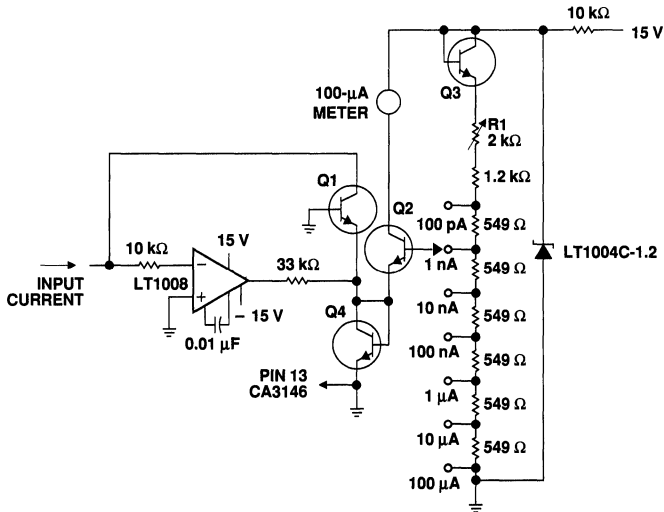 10 kΩ
15 V
Q3
100-μA
METER
R1
2 kΩ
Q1
1.2 kΩ
Q2
100 pA
549 Ω
10 kΩ
15 V
33 kΩ
1 nA
LT1004C-1.2
−
LT1008
+
INPUT
CURRENT
549 Ω
− 15 V
Q4
10 nA
549 Ω
0.01 μF
100 nA
549 Ω
PIN 13
CA3146
1 μA
549 Ω
10 μA
549 Ω
100 μA